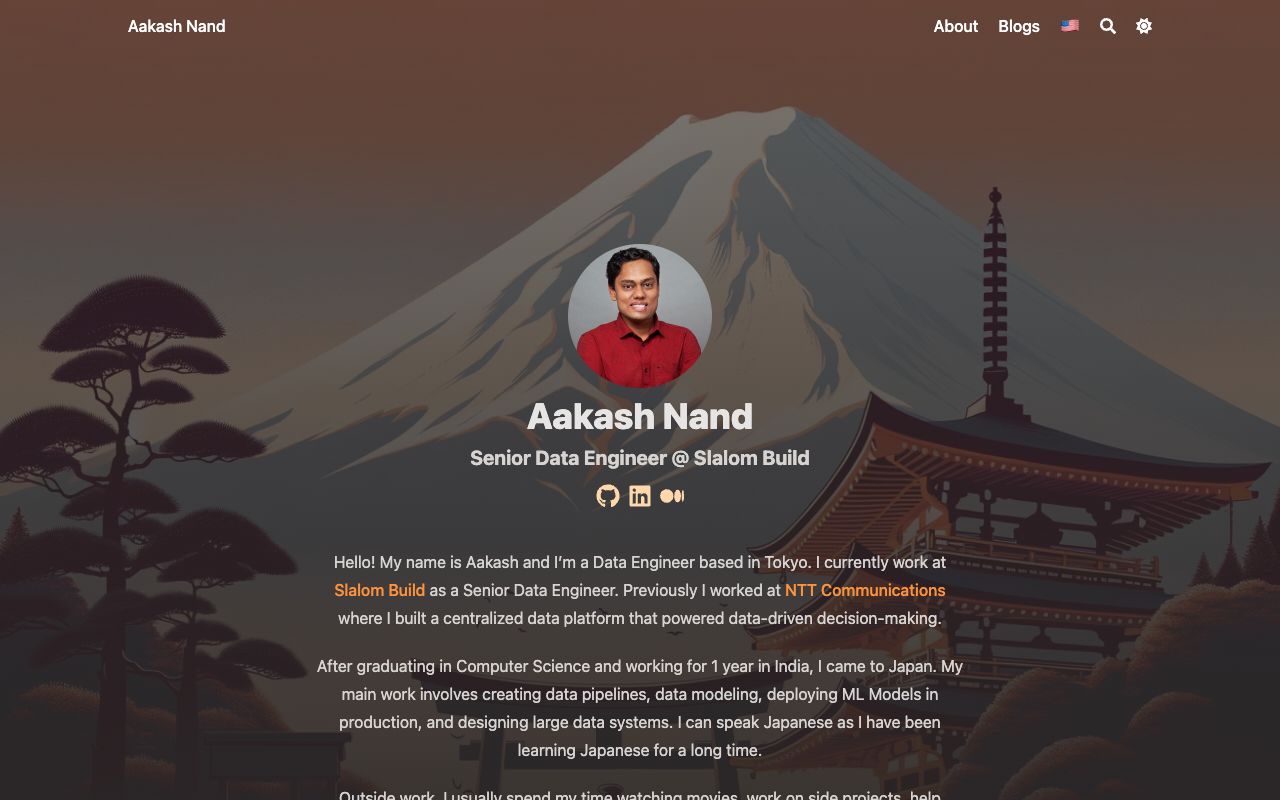 Aakash Nand
About Blogs
Aakash Nand
Senior Data Engineer @ Slalom Build
Hello! My name is Aakash and I’m a Data Engineer based in Tokyo. I currently work at
Slalom Build as a Senior Data Engineer. Previously I worked at NTT Communications
where I built a centralized data platform that powered data-driven decision-making.
After graduating in Computer Science and working for 1 year in India, I came to Japan. My
main work involves creating data pipelines, data modeling, deploying ML Models in
production, and designing large data systems. I can speak Japanese as I have been
learning Japanese for a long time.
Outside work, I usually spend my time watching movies, work on side projects, help